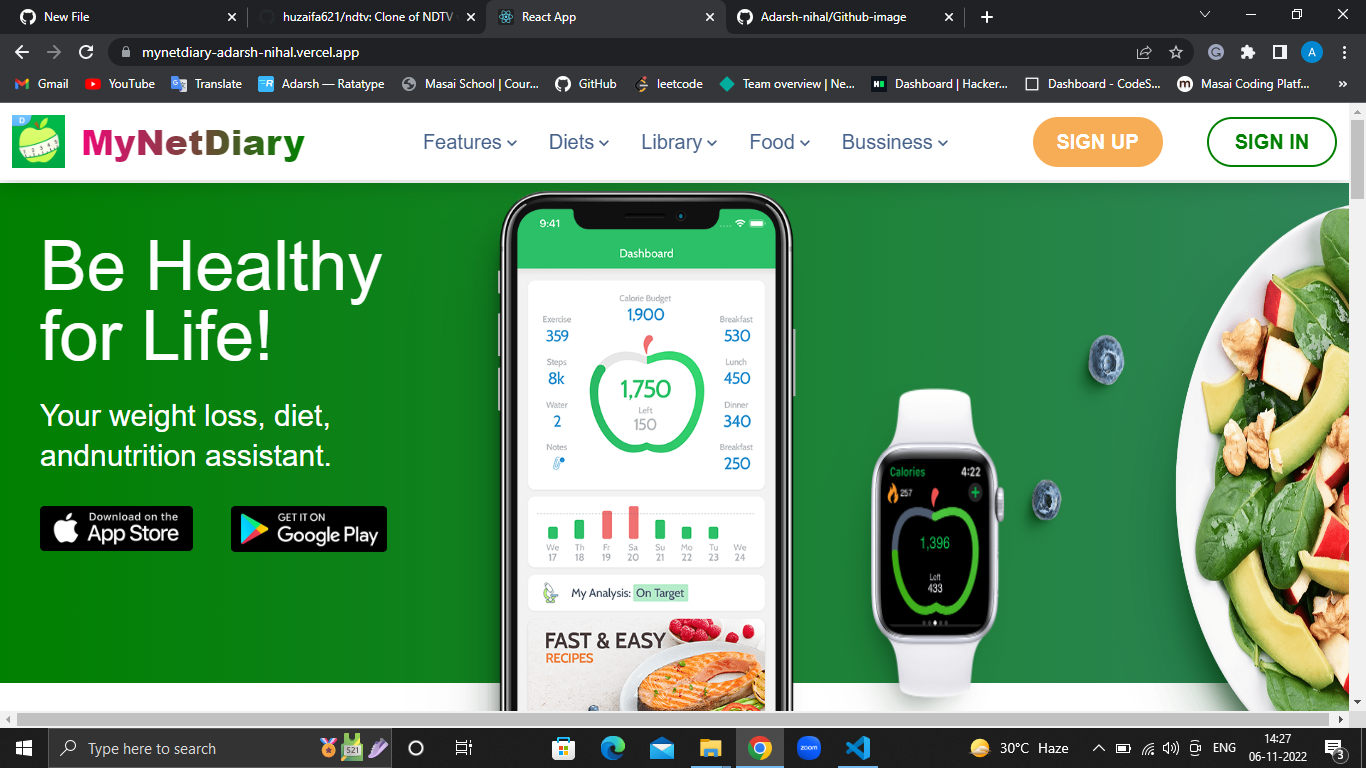 New File
huzaifa621/ndtv: Clone of NDTV
React App
Adarsh-nihal/Github-image
mynetdiary-adarsh-nihal.vercel.app
A
Gmail
YouTube
Translate
Adarsh — Ratatype
Masai School | Cour...
GitHub
leetcode
Team overview | Ne...
Dashboard | Hacker...
Dashboard - CodeS...
Masai Coding Platf...
D
MyNetDiary
Features
Diets
Library
Food
Bussiness
SIGN UP
SIGN IN
Be Healthy
for Life!
Your weight loss, diet,
andnutrition assistant.
Download on the
App Store
GET IT ON
Google Play
9:41
Dashboard
Calorie Budget
1,900
Exercise
359
Breakfast
530
Steps
8k
1,750
Lunch
450
Left
150
Water
2
Dinner
340
Notes
Breakfast
250
We Th Fr Sa Su Mo Tu We
17 18 19 20 21 22 23 24
My Analysis: On Target
FAST & EASY
RECIPES
Calories 4:22
257
1,396
Left
433
Type here to search
521
zoom
30°C Haze
ENG
14:27
06-11-2022
3